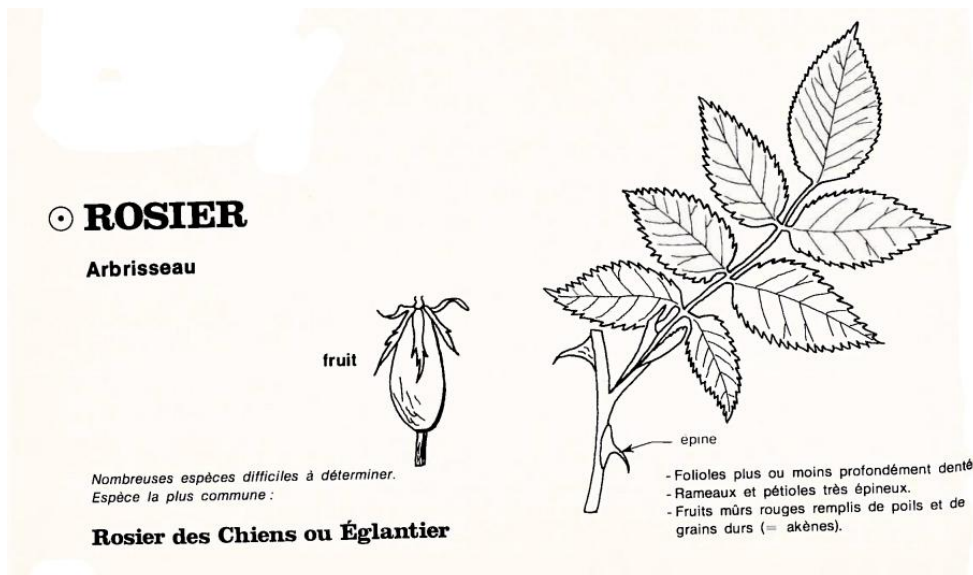 ROSIER
Arbrisseau
fruit
épine
Nombreuses espèces difficiles à déterminer.
Espèce la plus commune :
Rosier des Chiens ou Églantier
- Folioles plus ou moins profondément denté
- Rameaux et pétioles très épineux.
- Fruits mûrs rouges remplis de poils et de
grains durs (= akènes).